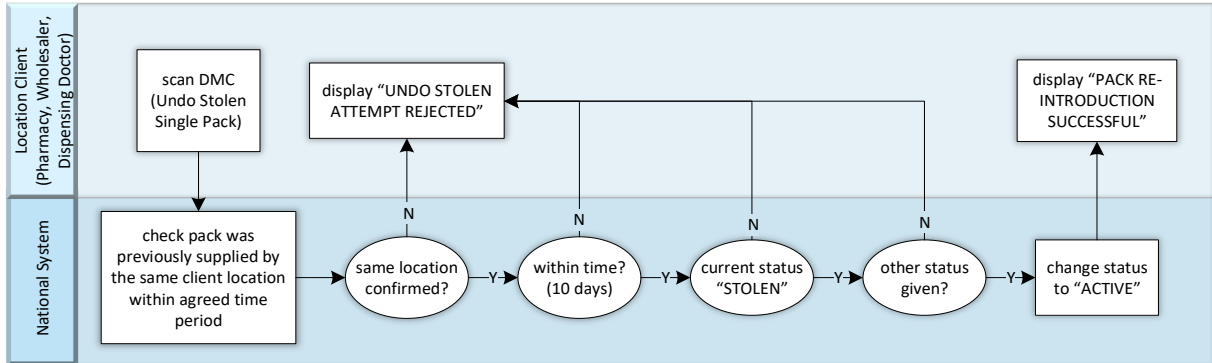 Location Client
(Pharmacy, Wholesaler,
Dispensing Doctor)
scan DMC
(Undo Stolen
Single Pack)
display “UNDO STOLEN
ATTEMPT REJECTED”
display “PACK RE-
INTRODUCTION
SUCCESSFUL”
National System
check pack was
previously supplied by
the same client location
within agreed time
period
N
same location
confirmed?
Y
N
within time?
(10 days)
Y
N
current status
“STOLEN”
Y
N
other status
given?
Y
change status
to “ACTIVE”